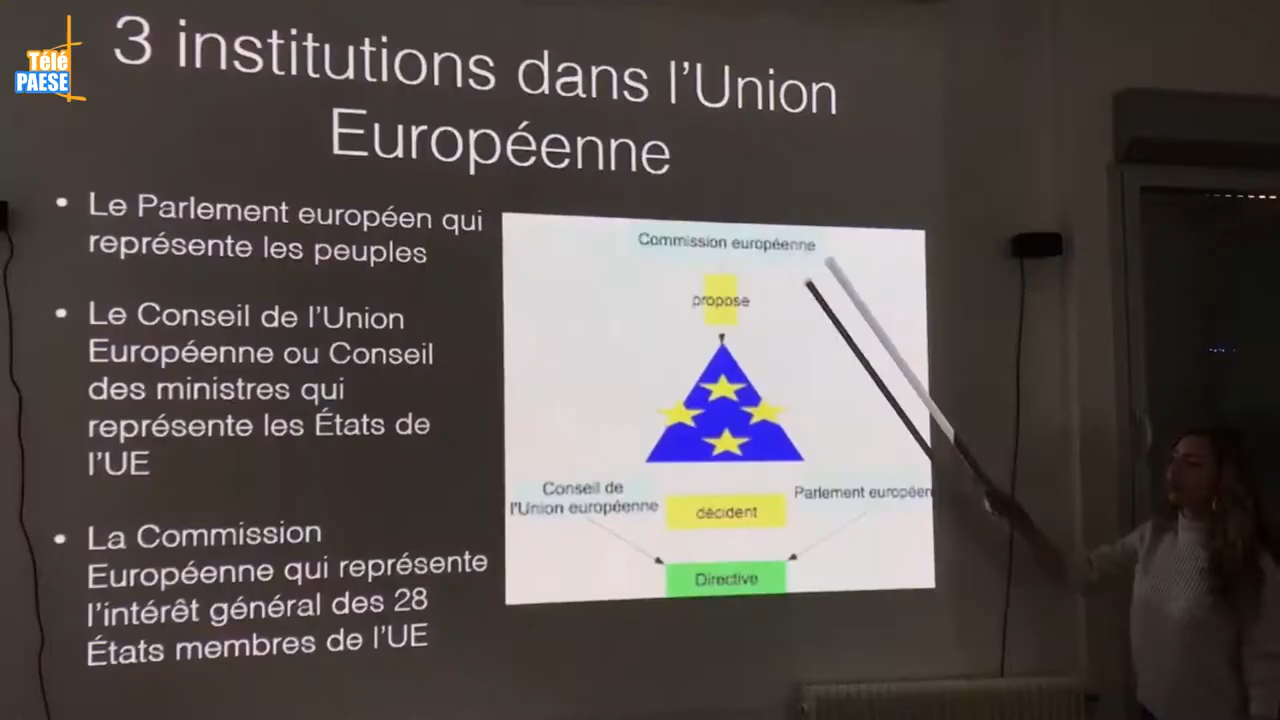 Télé
PAESE
3 institutions dans l'Union
Européenne
• Le Parlement européen qui
représente les peuples
• Le Conseil de l'Union
Européenne ou Conseil
des ministres qui
représente les États de
l'UE
• La Commission
Européenne qui représente
l'intérêt général des 28
États membres de l'UE
Commission européenne
propose
Conseil de
l'Union européenne
décident
Parlement européen
Directive